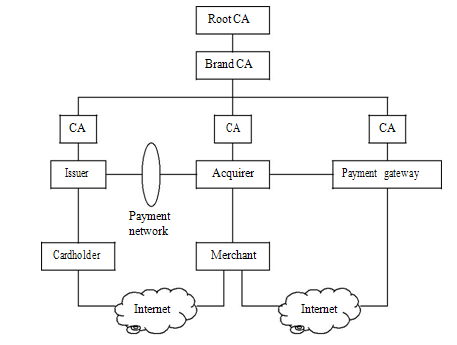 Root CA
Brand CA
CA
CA
CA
Issuer
Acquirer
Payment gateway
Payment
network
Cardholder
Merchant
Internet
Internet